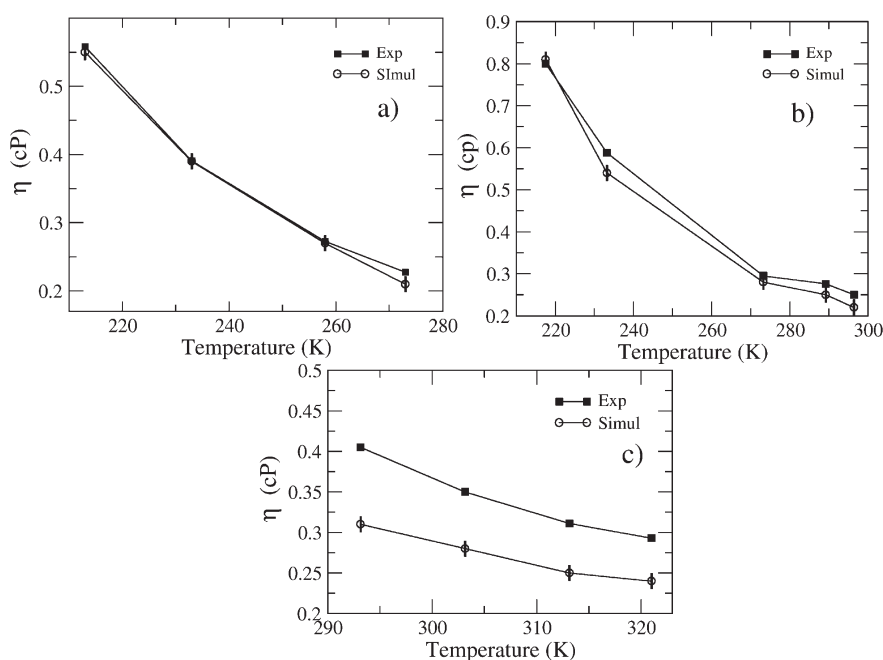 Exp
SImul
a)
0.5
0.4
0.3
0.2
η (cP)
220
240
260
280
Temperature (K)
Exp
Simul
b)
0.9
0.8
0.7
0.6
0.5
0.4
0.3
0.2
η (cp)
220
240
260
280
300
Temperature (K)
Exp
Simul
c)
0.5
0.45
0.4
0.35
0.3
0.25
0.2
η (cP)
290
300
310
320
Temperature (K)